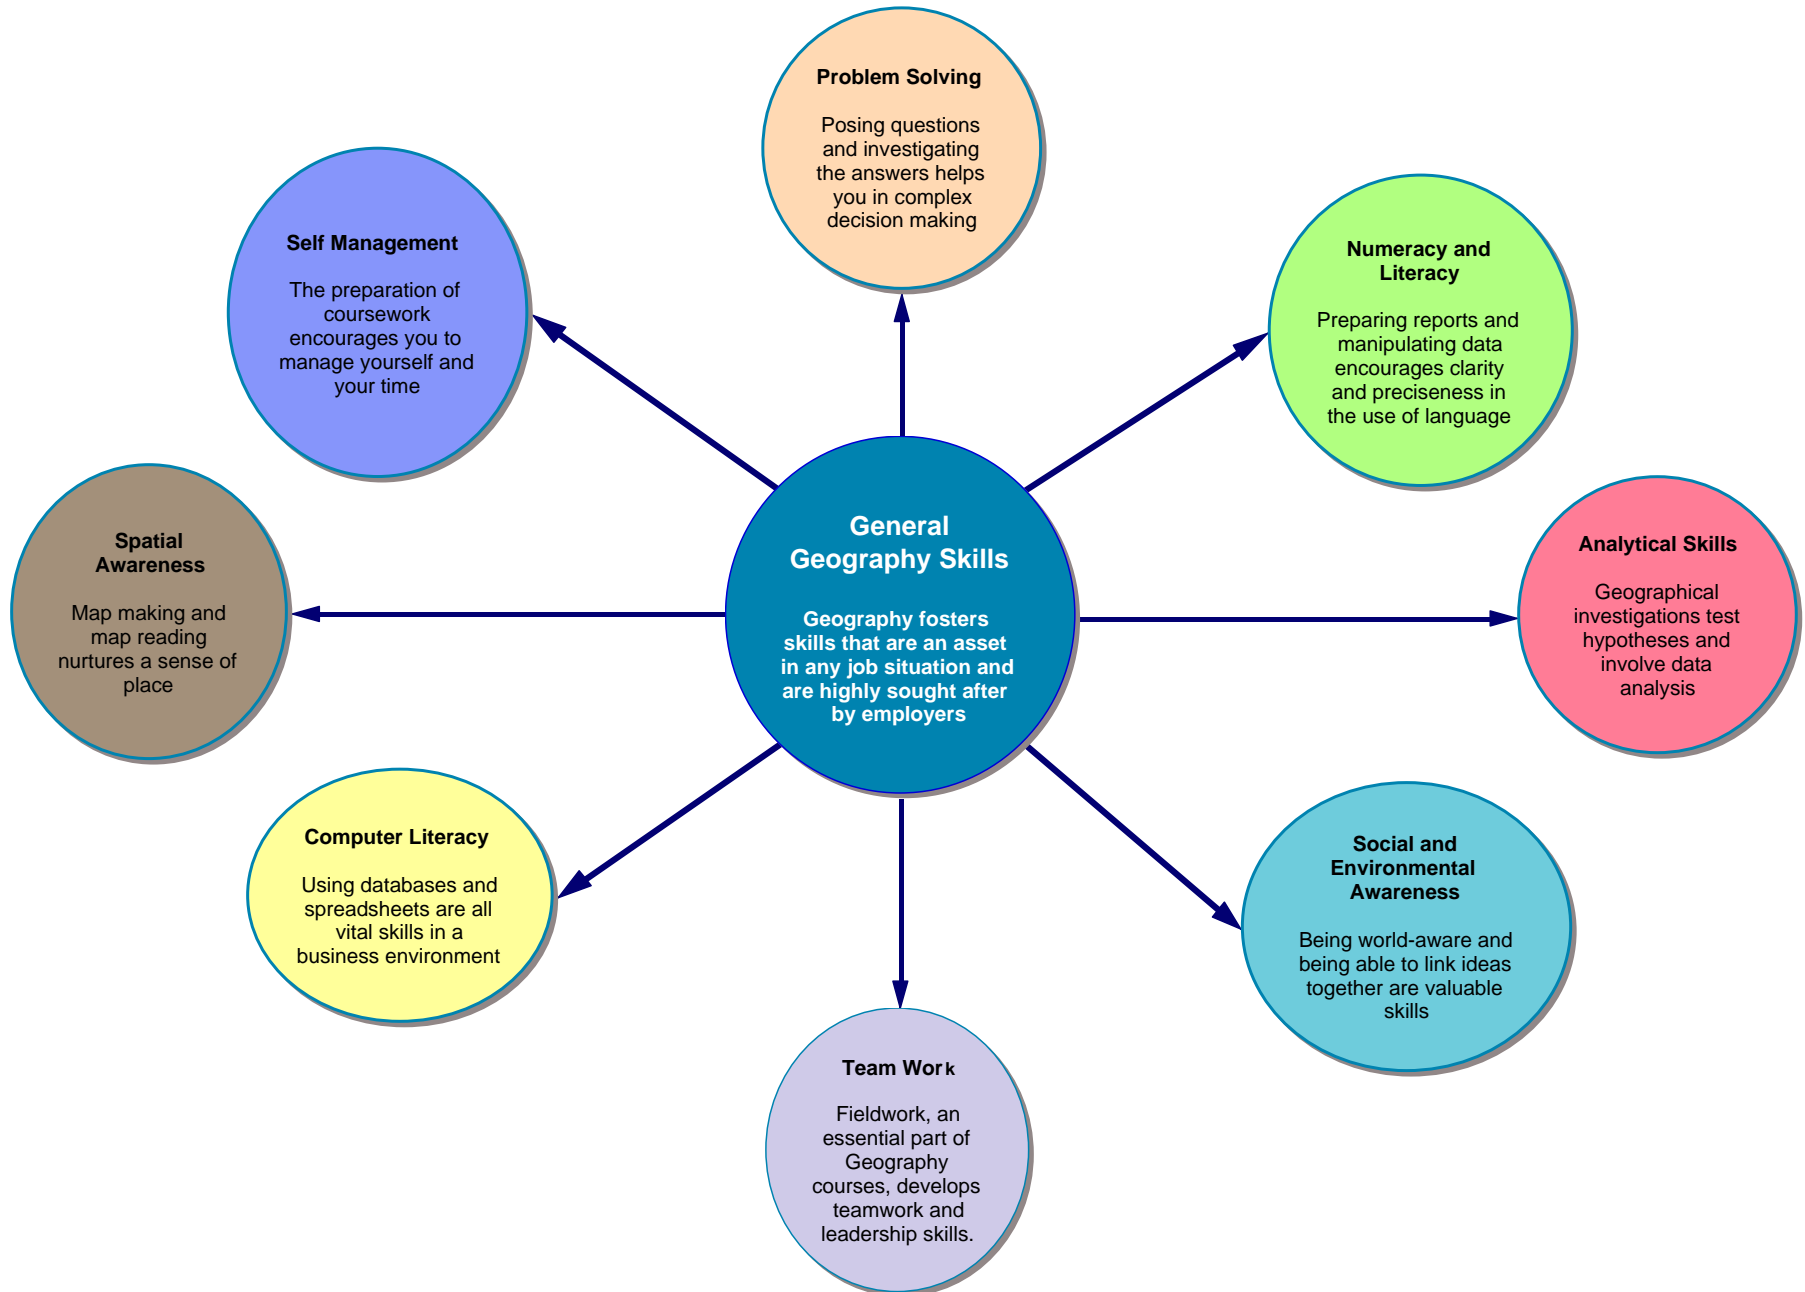 Problem Solving
Posing questions
and investigating
the answers helps
you in complex
decision making
Self Management
The preparation of
coursework
encourages you to
manage yourself and
your time
Numeracy and
Literacy
Preparing reports and
manipulating data
encourages clarity
and preciseness in
the use of language
Spatial
Awareness
Map making and
map reading
nurtures a sense of
place
General
Geography Skills
Geography fosters
skills that are an asset
in any job situation and
are highly sought after
by employers
Analytical Skills
Geographical
investigations test
hypotheses and
involve data
analysis
Computer Literacy
Using databases and
spreadsheets are all
vital skills in a
business environment
Social and
Environmental
Awareness
Being world-aware and
being able to link ideas
together are valuable
skills
Team Work
Fieldwork, an
essential part of
Geography
courses, develops
teamwork and
leadership skills.